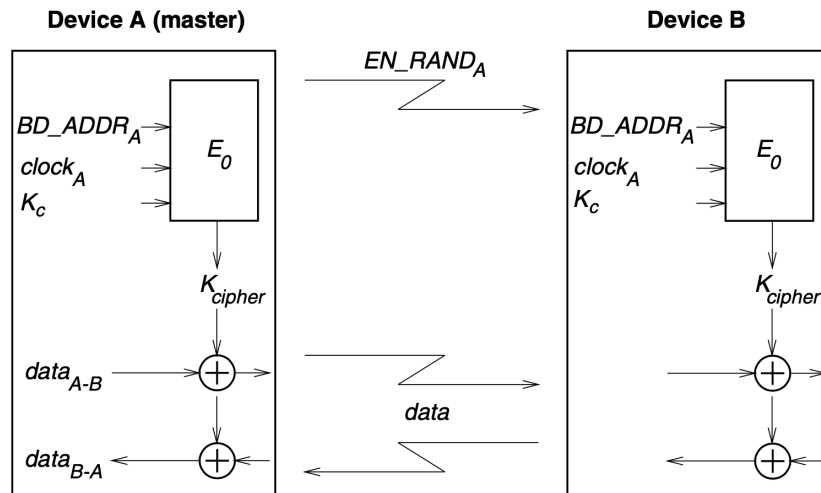 Device A (master)
Device B
EN_RAND_A
BD_ADDR_A
clock_A
K_c
E_0
K_cipher
data_A-B
data_B-A
data
BD_ADDR_A
clock_A
K_c
E_0
K_cipher